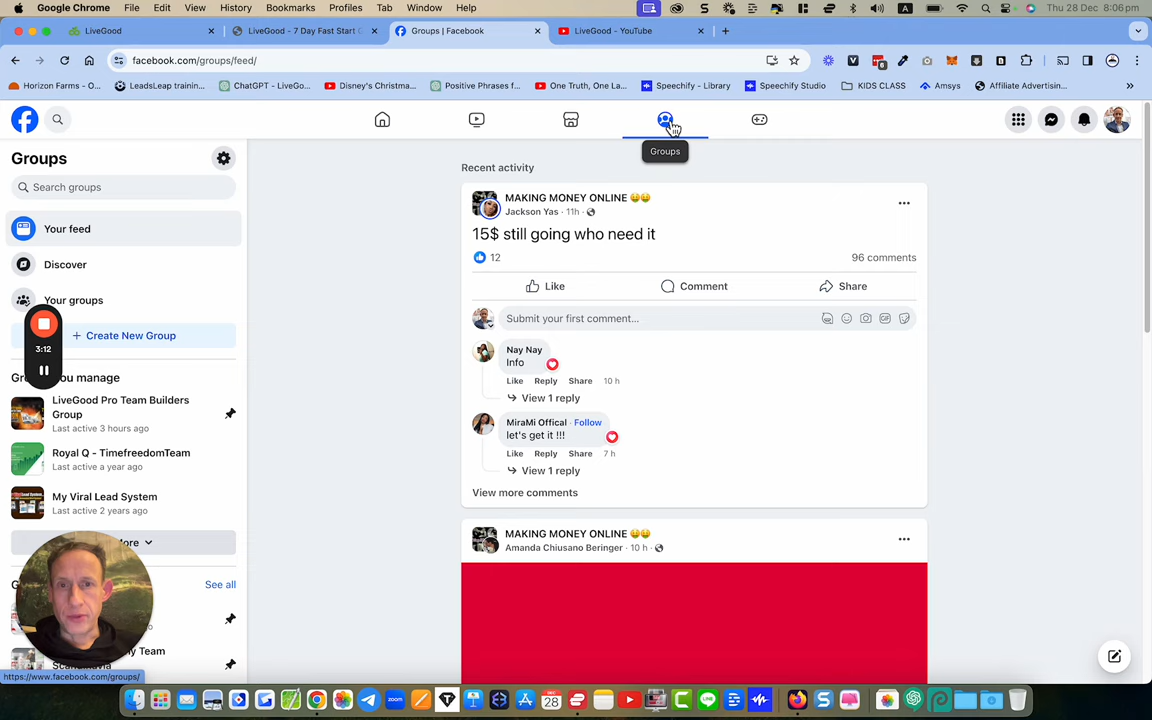 Google Chrome File Edit View History Bookmarks Profiles Tab Window Help Thu 28 Dec 8:06 pm
LiveGood
LiveGood - 7 Day Fast Start
Groups | Facebook
LiveGood - YouTube
facebook.com/groups/feed/
Horizon Farms - O...
LeadsLeap trainin...
ChatGPT - LiveGo...
Disney's Christma...
Positive Phrases f...
One Truth, One La...
Speechify - Library
Speechify Studio
KIDS CLASS
Amsys
Affiliate Advertisin...
Groups
Search groups
Your feed
Discover
Your groups
+ Create New Group
3:12
you manage
LiveGood Pro Team Builders
Group
Last active 3 hours ago
Royal Q - TimefreedomTeam
Last active a year ago
My Viral Lead System
Last active 2 years ago
See all
Team
https://www.facebook.com/groups/
Groups
Recent activity
MAKING MONEY ONLINE 🤑🤑
Jackson Yas · 11h ·
15$ still going who need it
12
96 comments
Like
Comment
Share
Submit your first comment...
Nay Nay
Info
Like Reply Share 10 h
View 1 reply
MiraMi Offical · Follow
let's get it !!!
Like Reply Share 7 h
View 1 reply
View more comments
MAKING MONEY ONLINE 🤑🤑
Amanda Chiusano Beringer · 10 h ·